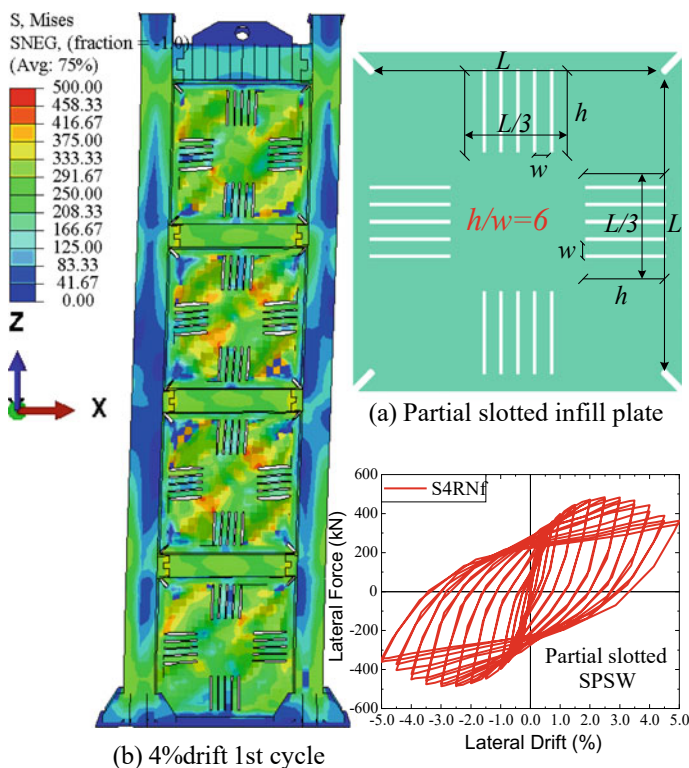 S, Mises
SNEG, (fraction = -1.0)
(Avg: 75%)
500.00
458.33
416.67
375.00
333.33
291.67
250.00
208.33
166.67
125.00
83.33
41.67
0.00
Z
X
L
h
L/3
w
h/w=6
L/3
L
w
h
(a) Partial slotted infill plate
(b) 4%drift 1st cycle
S4RNf
Lateral Force (kN)
600
400
200
0
-200
-400
-600
Partial slotted
SPSW
-5.0 -4.0 -3.0 -2.0 -1.0 0.0 1.0 2.0 3.0 4.0 5.0
Lateral Drift (%)